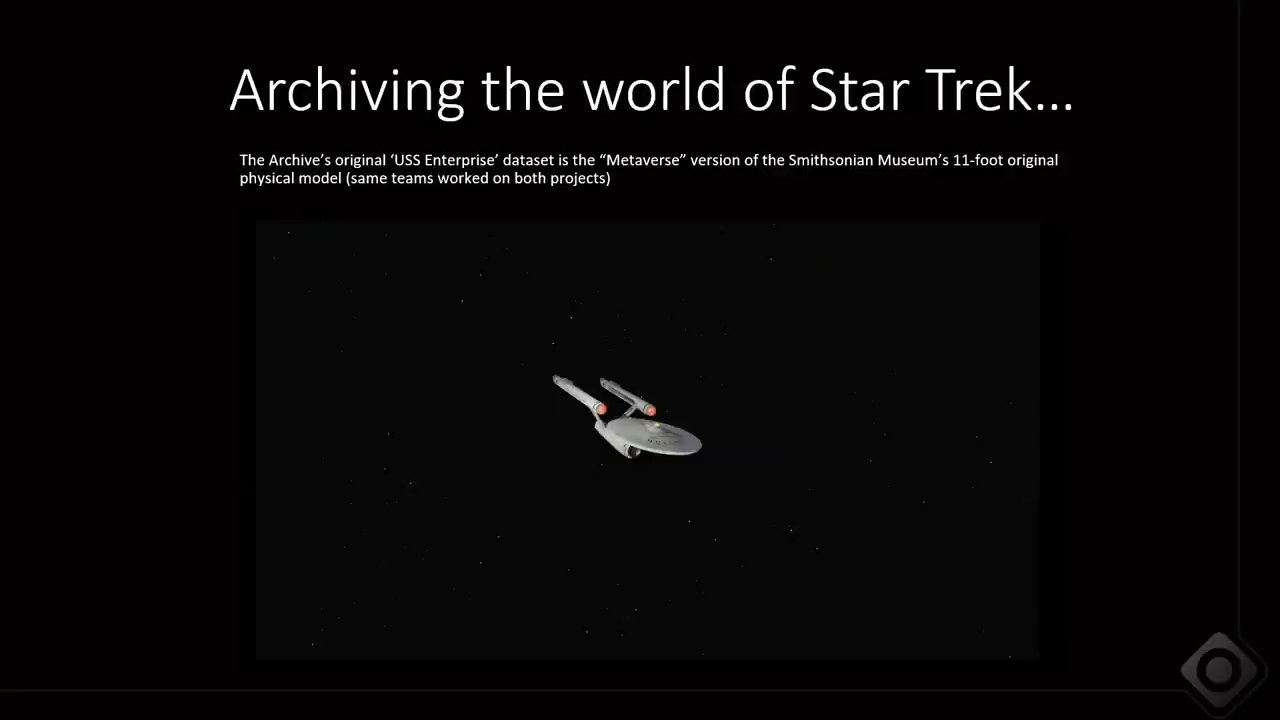 Archiving the world of Star Trek...
The Archive’s original ‘USS Enterprise’ dataset is the “Metaverse” version of the Smithsonian Museum’s 11-foot original
physical model (same teams worked on both projects)